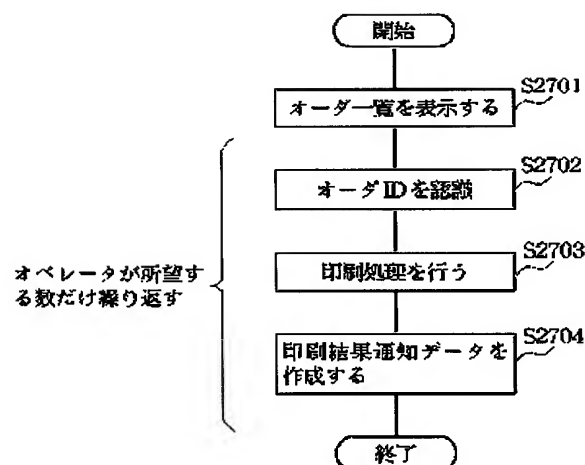 開始
S2701
オーダ一覧を表示する
S2702
オーダIDを認識
S2703
印刷処理を行う
オペレータが所望す
る数だけ繰り返す
S2704
印刷結果通知データを
作成する
終了